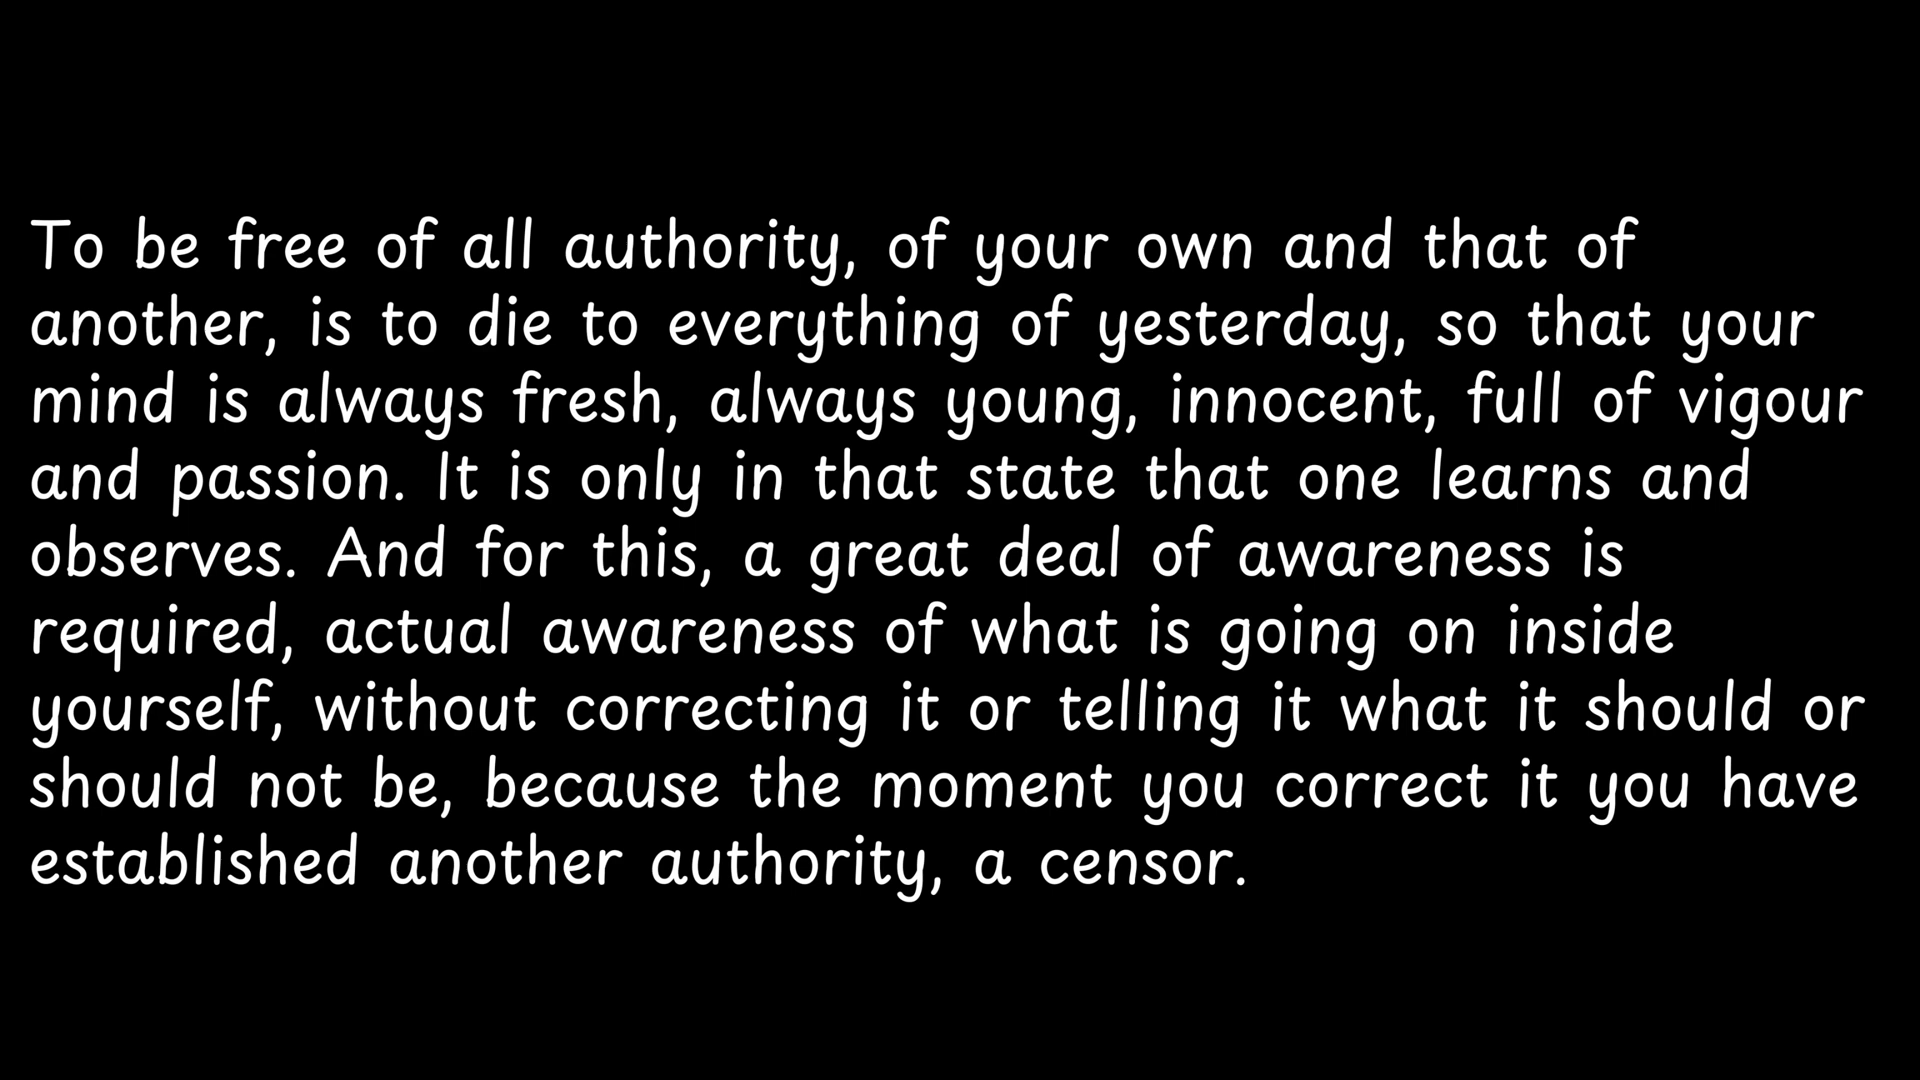 To be free of all authority, of your own and that of
another, is to die to everything of yesterday, so that your
mind is always fresh, always young, innocent, full of vigour
and passion. It is only in that state that one learns and
observes. And for this, a great deal of awareness is
required, actual awareness of what is going on inside
yourself, without correcting it or telling it what it should or
should not be, because the moment you correct it you have
established another authority, a censor.